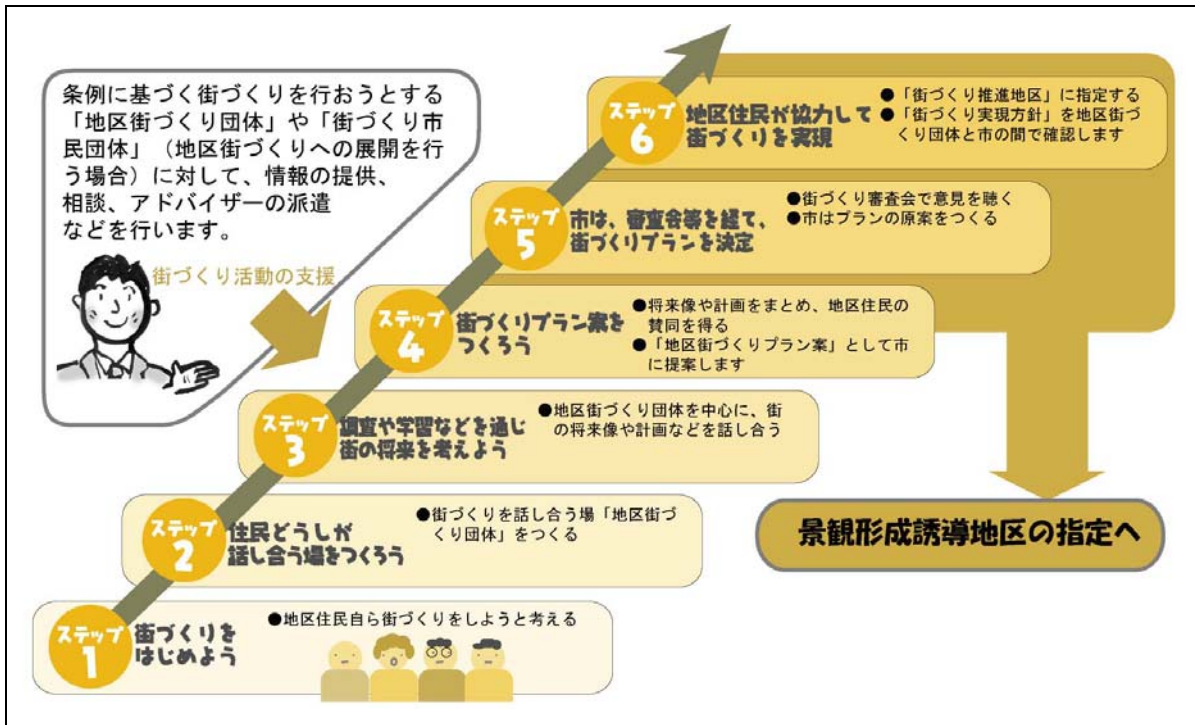 条例に基づく街づくりを行おうとする
「地区街づくり団体」や「街づくり市
民団体」（地区街づくりへの展開を行
う場合）に対して、情報の提供、
相談、アドバイザーの派遣
などを行います。
街づくり活動の支援
ステップ
6
地区住民が協力して
街づくりを実現
●「街づくり推進地区」に指定する
●「街づくり実現方針」を地区街づ
くり団体と市の間で確認します
ステップ
5
市は、審査会等を経て、
街づくりプランを決定
●街づくり審査会で意見を聴く
●市はプランの原案をつくる
ステップ
4
街づくりプラン案を
つくろう
●将来像や計画をまとめ、地区住民の
賛同を得る
●「地区街づくりプラン案」として市
に提案します
ステップ
3
調査や学習などを通じ
街の将来を考えよう
●地区街づくり団体を中心に、街
の将来像や計画などを話し合う
ステップ
2
住民どうしが
話し合う場をつくろう
●街づくりを話し合う場「地区街づ
くり団体」をつくる
ステップ
1
街づくりを
はじめよう
●地区住民自ら街づくりをしようと考える
景観形成誘導地区の指定へ